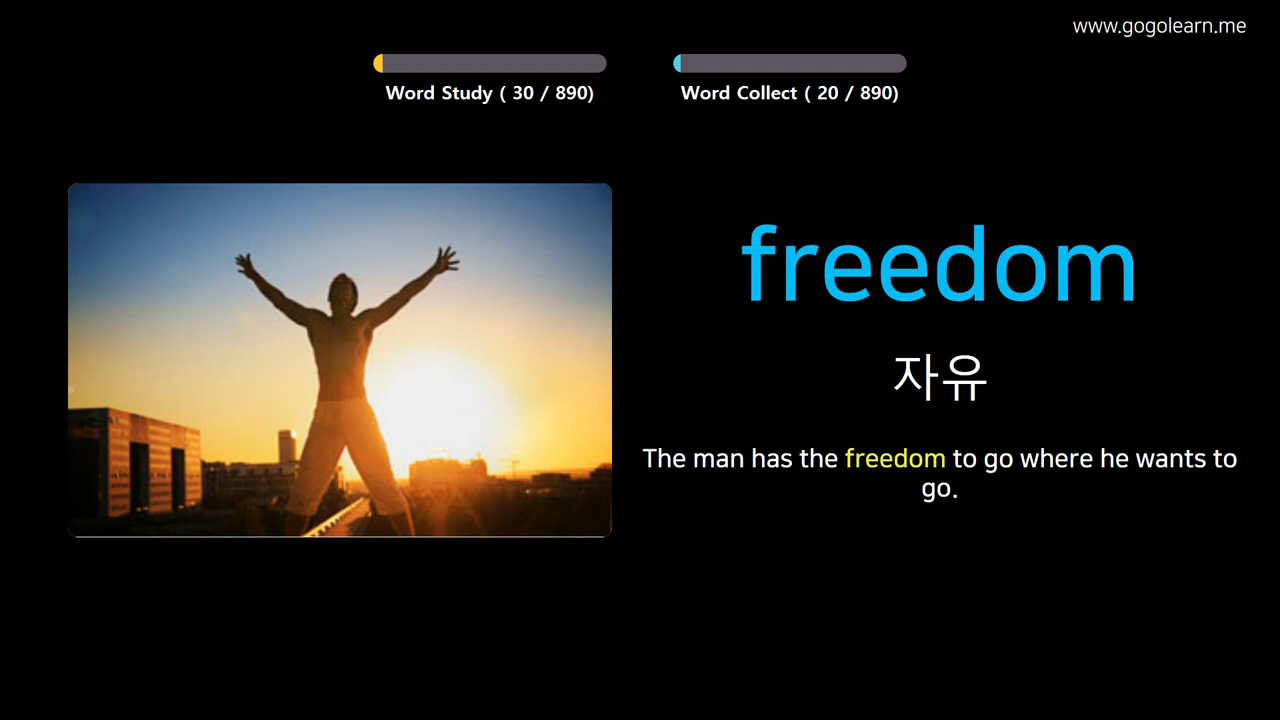 www.gogolearn.me
Word Study ( 30 / 890)
Word Collect ( 20 / 890)
freedom
자유
The man has the freedom to go where he wants to
go.